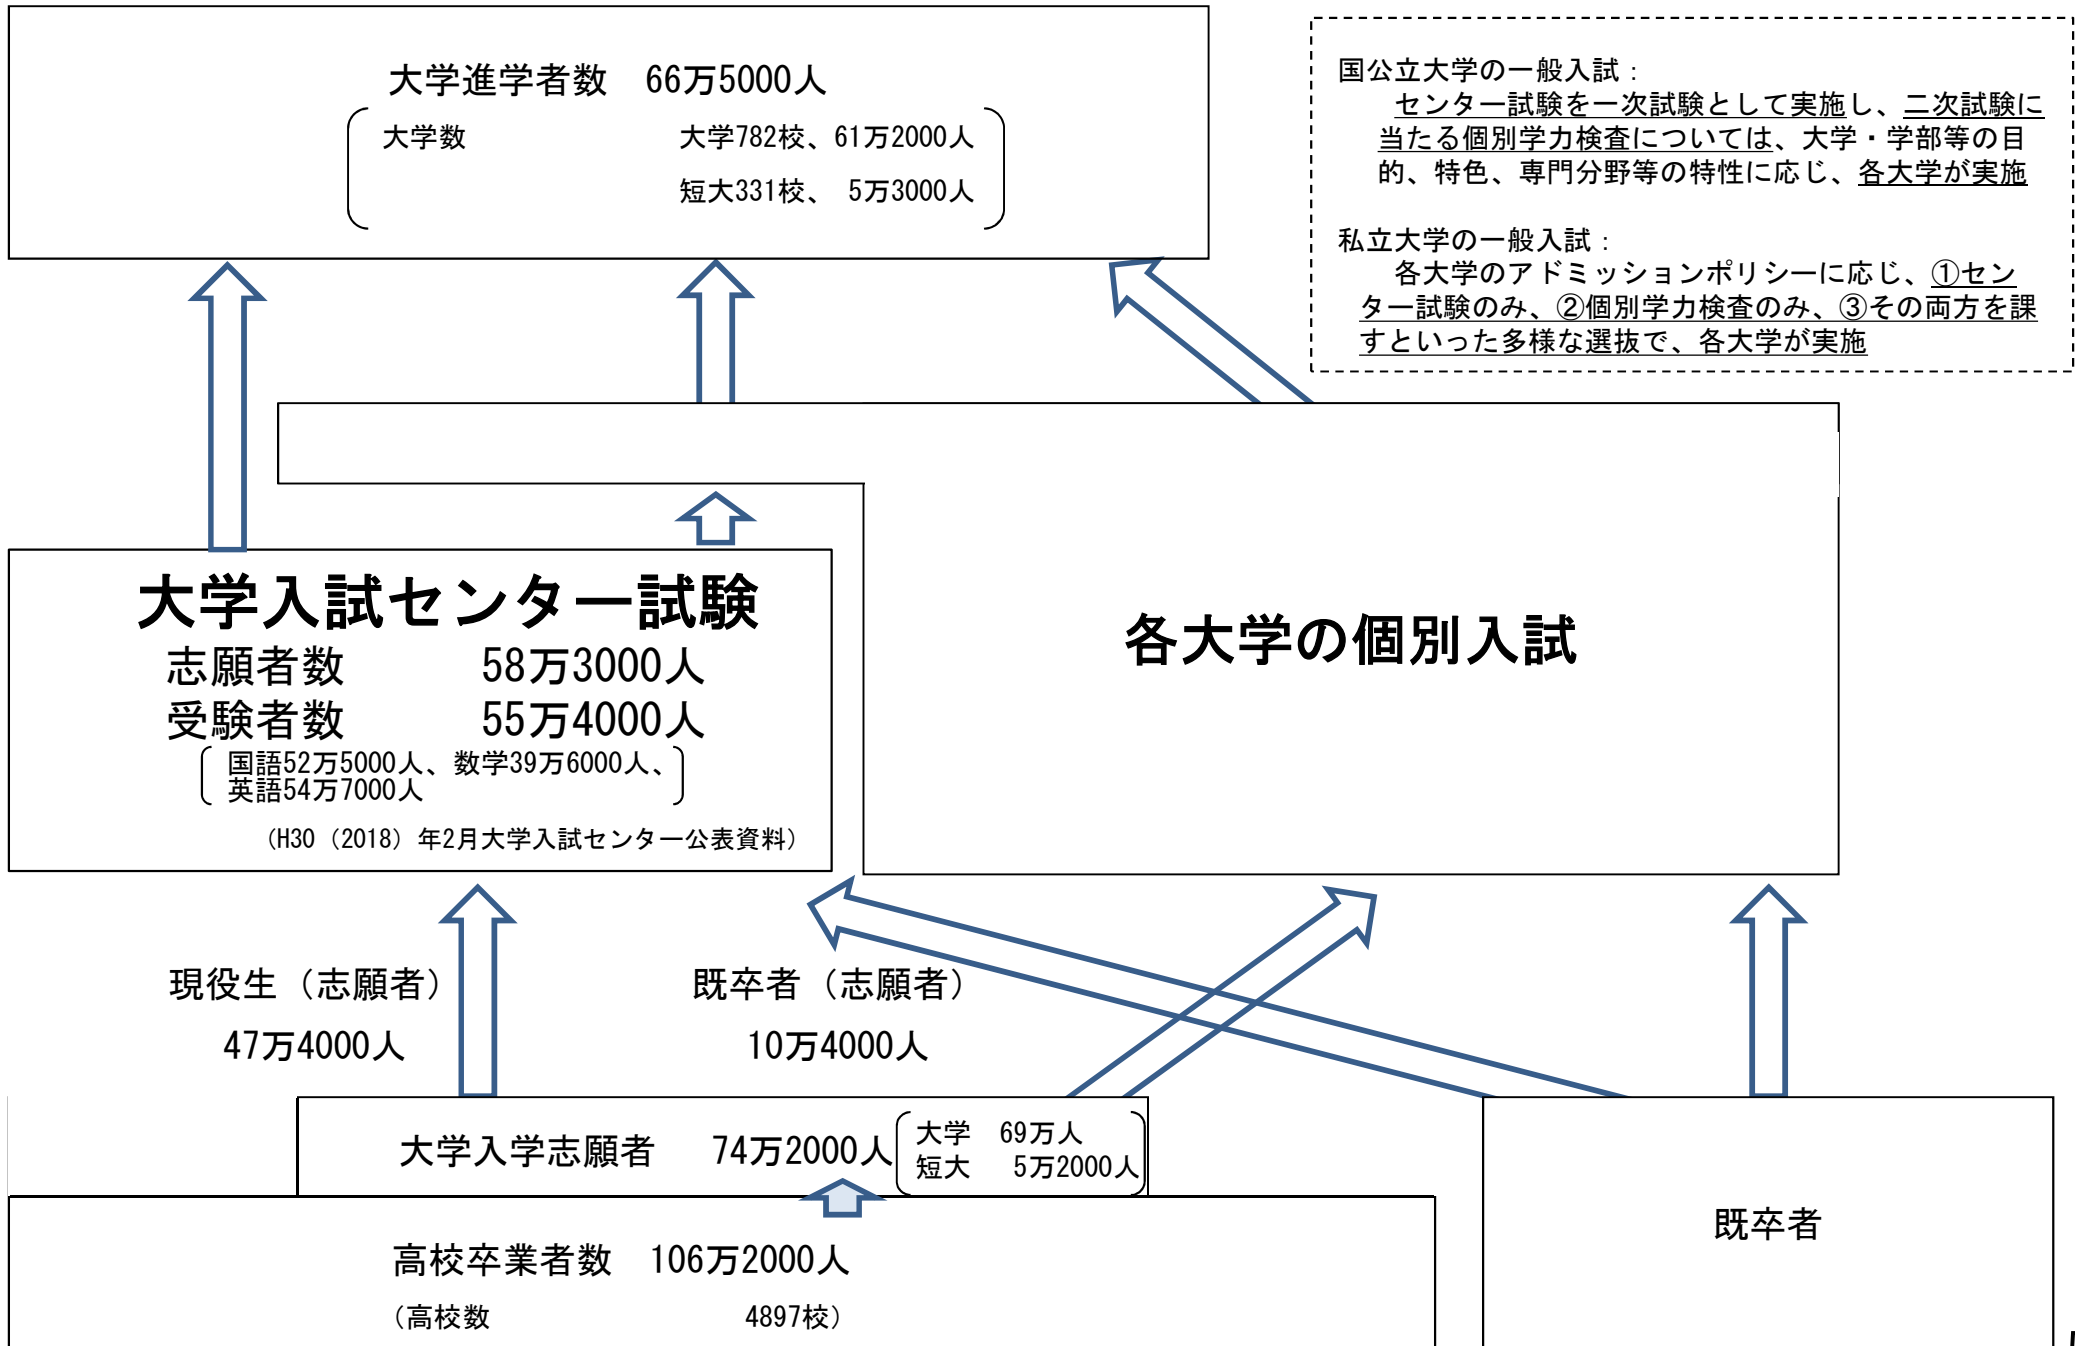 大学進学者数　66万5000人
大学数　大学782校、61万2000人
短大331校、　5万3000人
国公立大学の一般入試：
センター試験を一次試験として実施し、二次試験に
当たる個別学力検査については、大学・学部等の目
的、特色、専門分野等の特性に応じ、各大学が実施
私立大学の一般入試：
各大学のアドミッションポリシーに応じ、①セン
ター試験のみ、②個別学力検査のみ、③その両方を課
すといった多様な選抜で、各大学が実施
大学入試センター試験
志願者数　58万3000人
受験者数　55万4000人
国語52万5000人、数学39万6000人、
英語54万7000人
（H30（2018）年2月大学入試センター公表資料）
各大学の個別入試
現役生（志願者）
47万4000人
既卒者（志願者）
10万4000人
大学入学志願者　74万2000人
大学　69万人
短大　5万2000人
高校卒業者数　106万2000人
（高校数　4897校）
既卒者